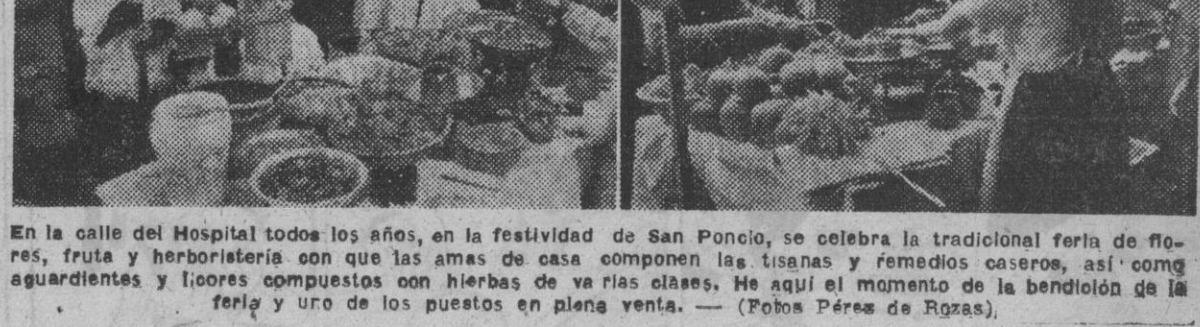 En la calle del Hospital todos los años, en la festividad de San Poncio, se celebra la tradicional feria de flo-
res, fruta y herboristería con que las amas de casa componen las tisanas y remedios caseros, así como
aguardientes y licores compuestos con hierbas de va rias clases. He aquí el momento de la bendición de la
feria y uno de los puestos en plena venta. — (Fotos Pérez de Rozas).